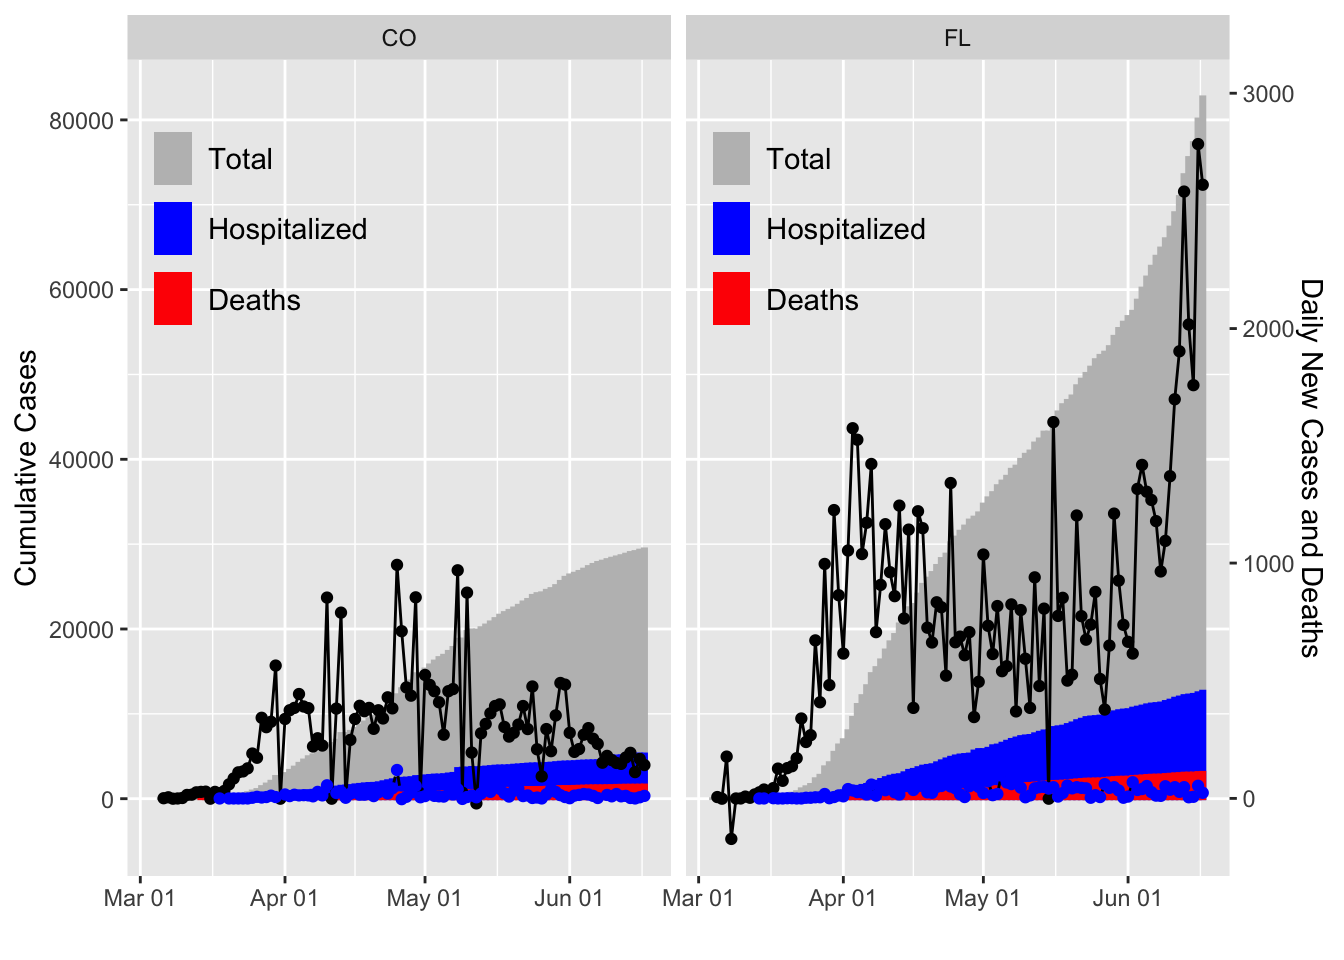 CO
FL
Cumulative Cases
80000
60000
40000
20000
0
Total
Hospitalized
Deaths
Total
Hospitalized
Deaths
3000
2000
1000
0
Daily New Cases and Deaths
Mar 01
Apr 01
May 01
Jun 01
Mar 01
Apr 01
May 01
Jun 01